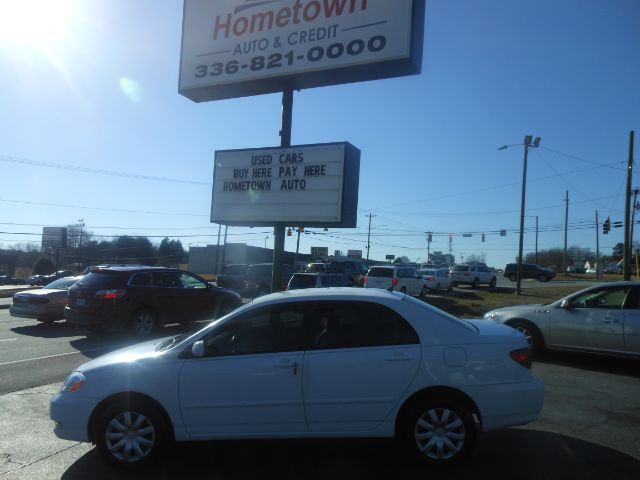 Hometown
AUTO & CREDIT
336-821-0000
USED CARS
BUY HERE PAY HERE
HOMETOWN AUTO